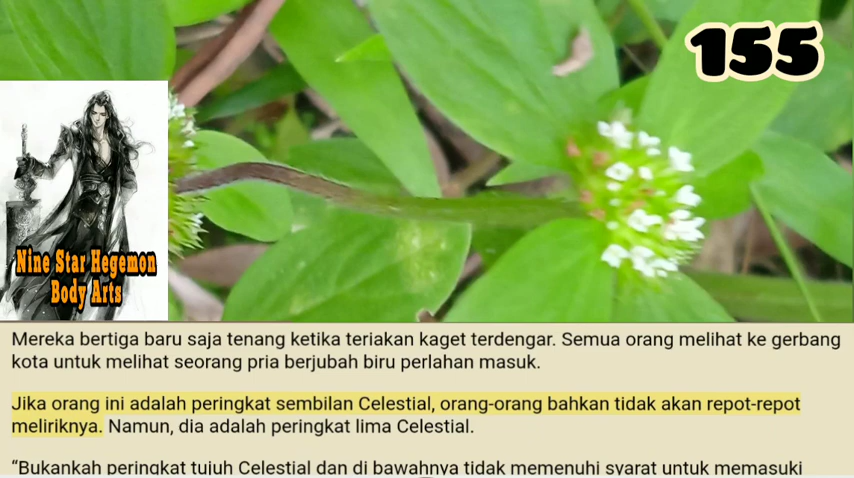 155
Nine Star Hegemon
Body Arts
Mereka bertiga baru saja tenang ketika teriakan kaget terdengar. Semua orang melihat ke gerbang
kota untuk melihat seorang pria berjubah biru perlahan masuk.
Jika orang ini adalah peringkat sembilan Celestial, orang-orang bahkan tidak akan repot-repot
meliriknya. Namun, dia adalah peringkat lima Celestial.
“Bukankah peringkat tujuh Celestial dan di bawahnya tidak memenuhi syarat untuk memasuki